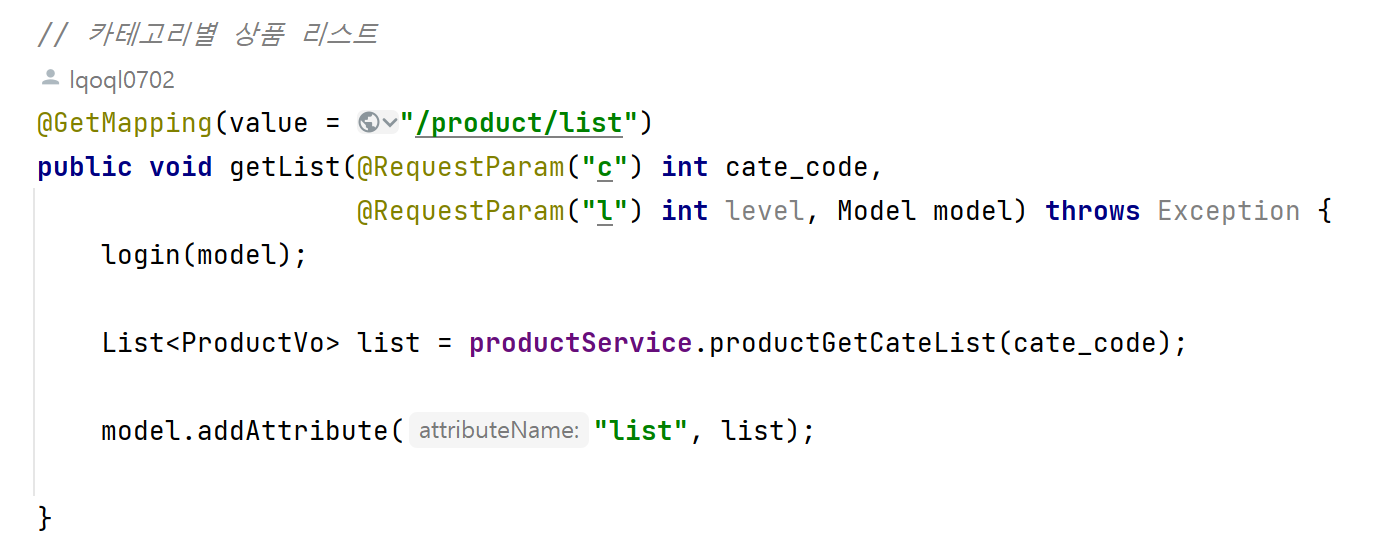 // 카테고리별 상품 리스트
lqoql0702
@GetMapping(value = "/product/list")
public void getList(@RequestParam("c") int cate_code,
@RequestParam("l") int level, Model model) throws Exception {
login(model);
List<ProductVo> list = productService.productGetCateList(cate_code);
model.addAttribute( attributeName: "list", list);
}